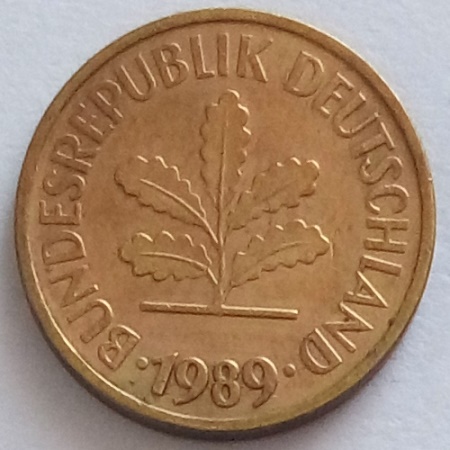 BUNDESREPUBLIK DEUTSCHLAND
·1989·